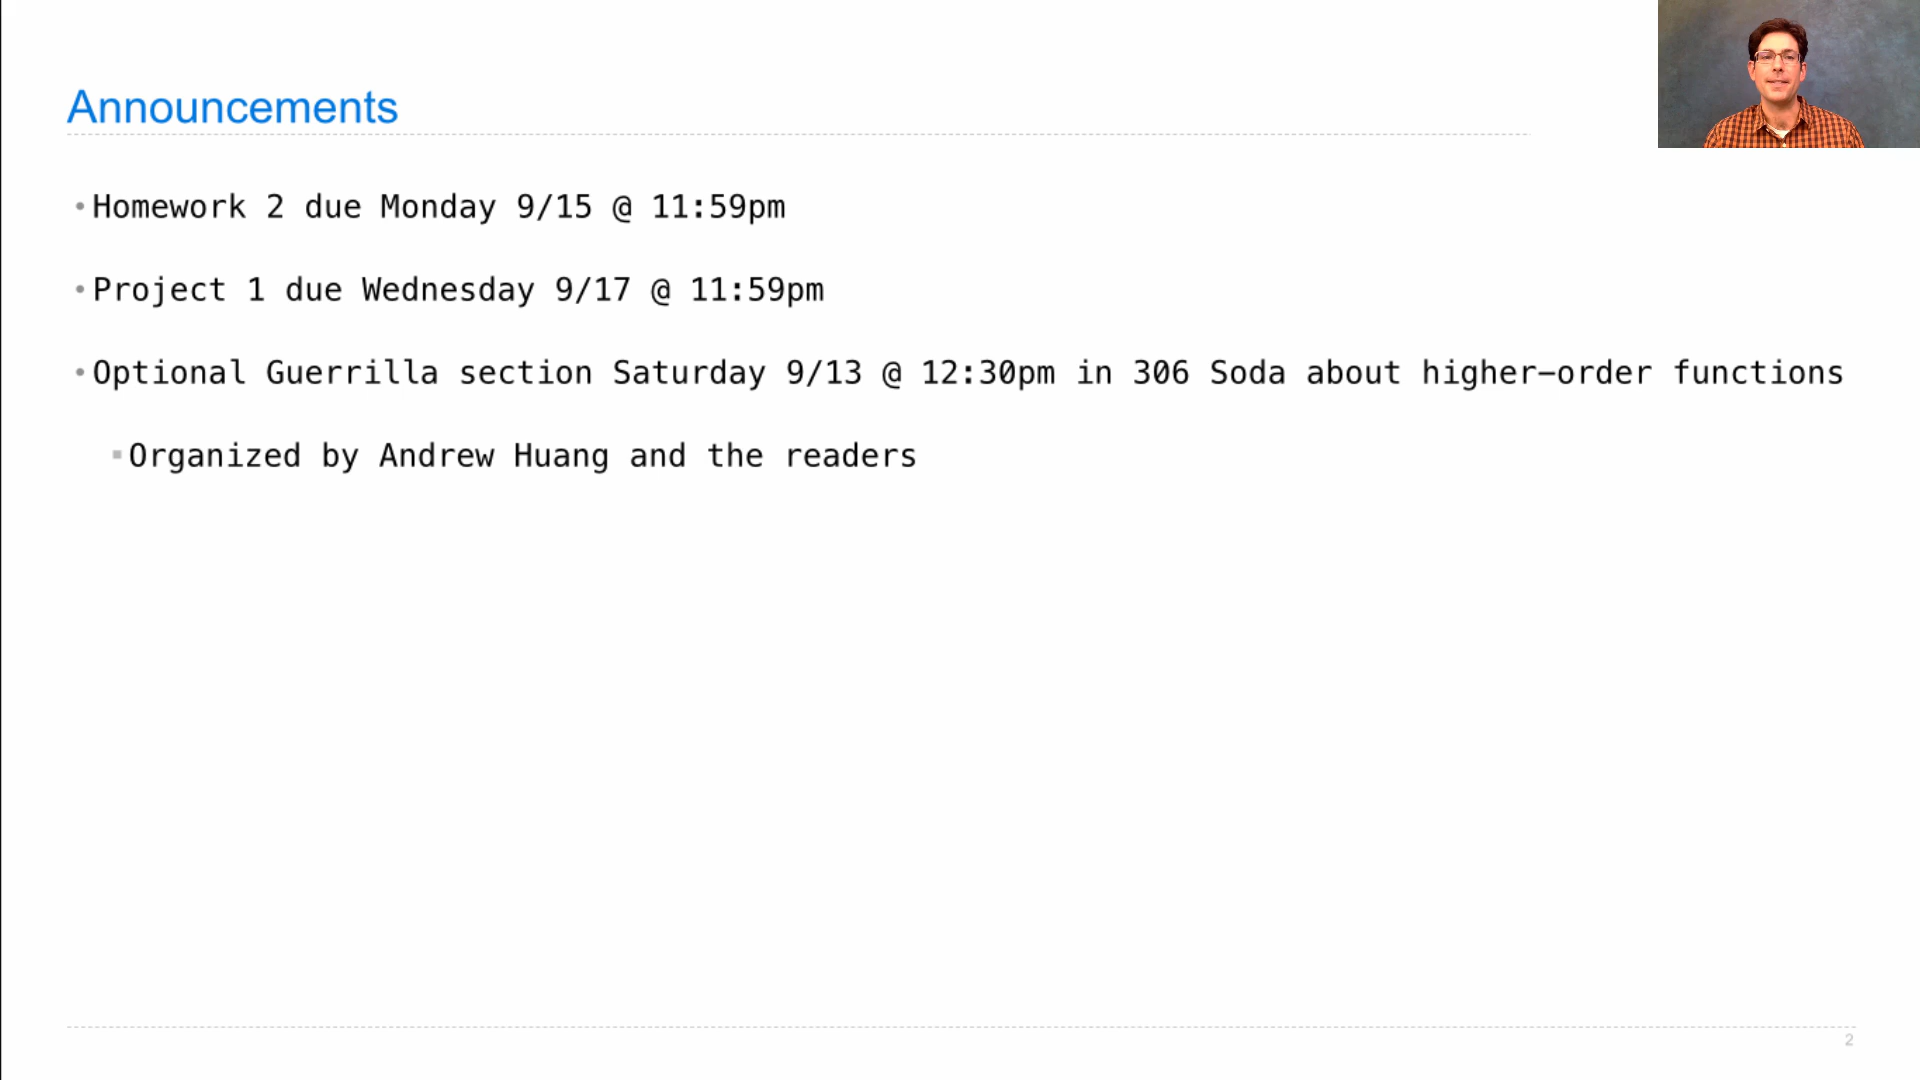 Announcements
•Homework 2 due Monday 9/15 @ 11:59pm
•Project 1 due Wednesday 9/17 @ 11:59pm
•Optional Guerrilla section Saturday 9/13 @ 12:30pm in 306 Soda about higher-order functions
▪Organized by Andrew Huang and the readers
2